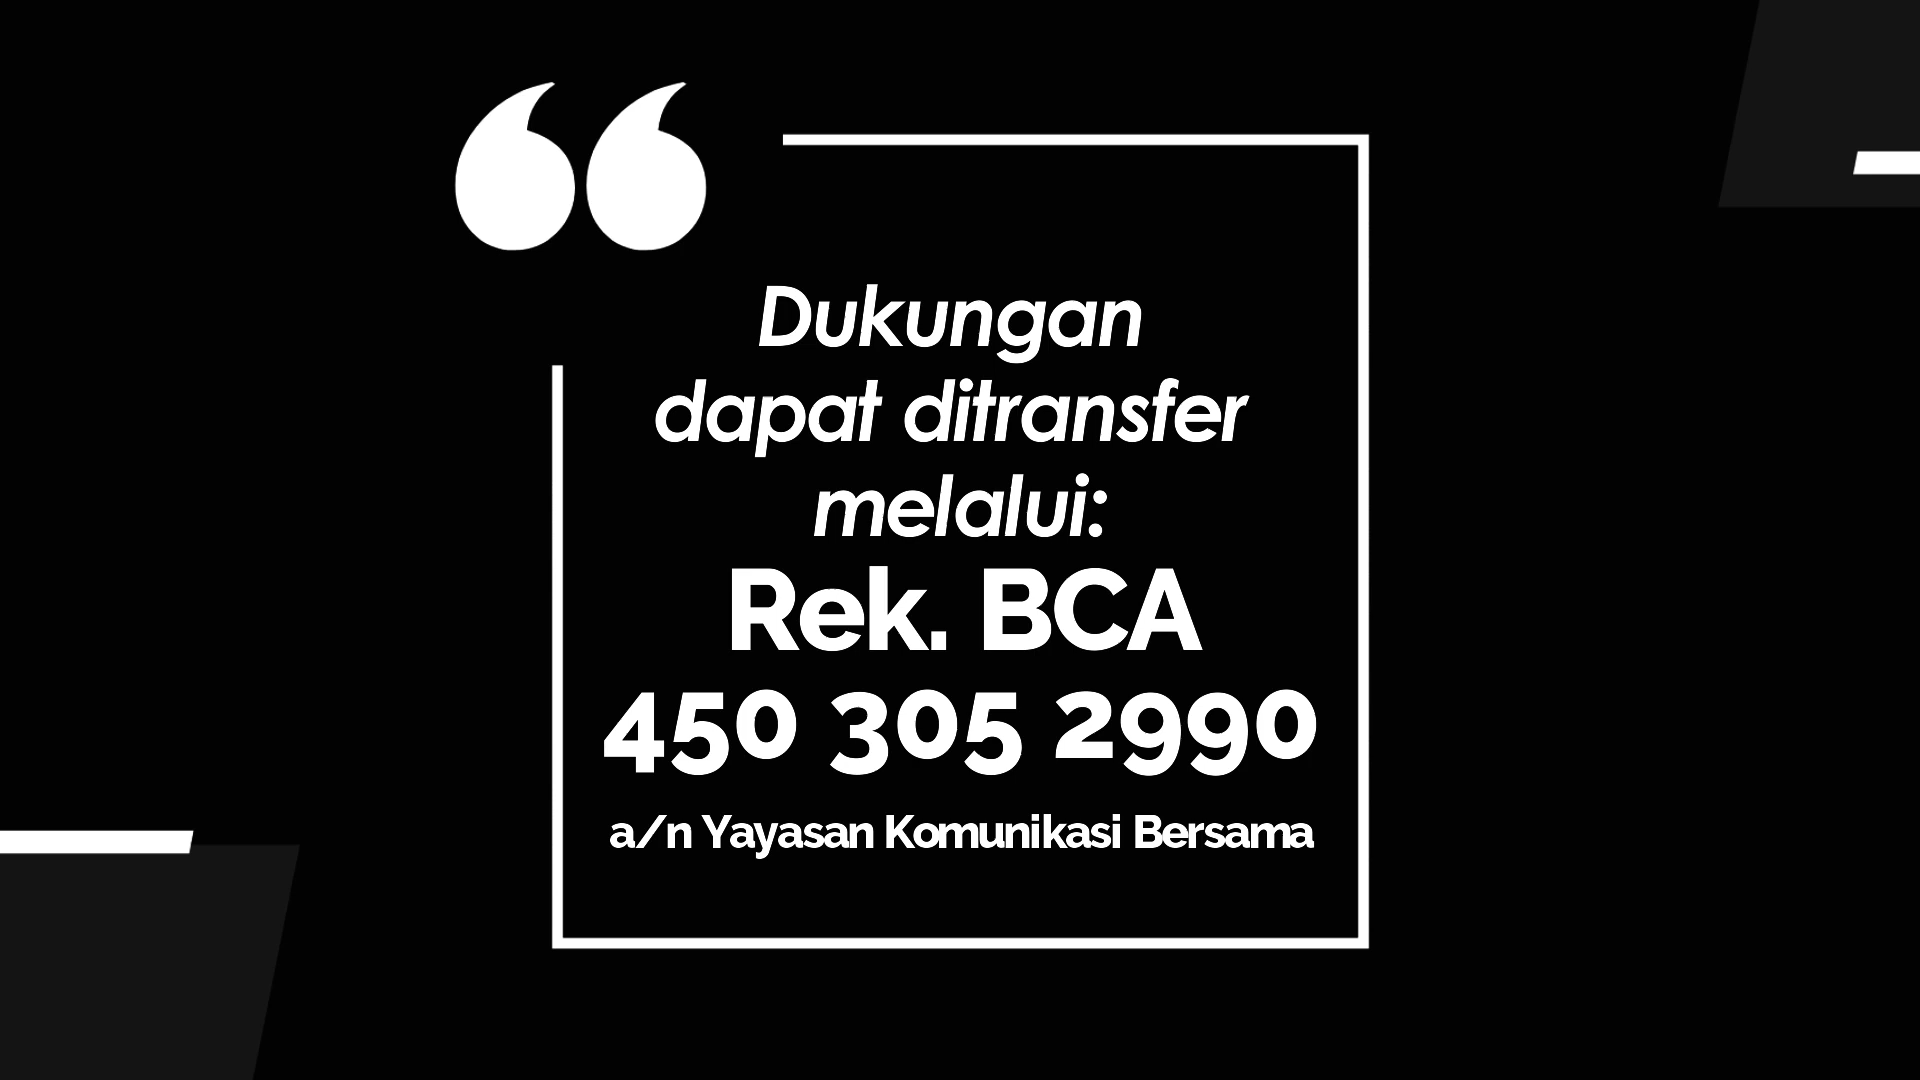 Dukungan
dapat ditransfer
melalui:
Rek. BCA
450 305 2990
a/n Yayasan Komunikasi Bersama